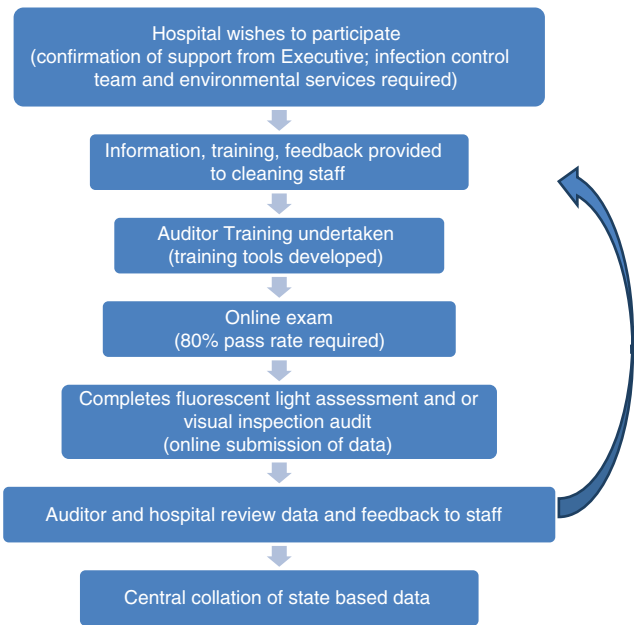 Hospital wishes to participate
(confirmation of support from Executive; infection control
team and environmental services required)
Information, training, feedback provided
to cleaning staff
Auditor Training undertaken
(training tools developed)
Online exam
(80% pass rate required)
Completes fluorescent light assessment and or
visual inspection audit
(online submission of data)
Auditor and hospital review data and feedback to staff
Central collation of state based data